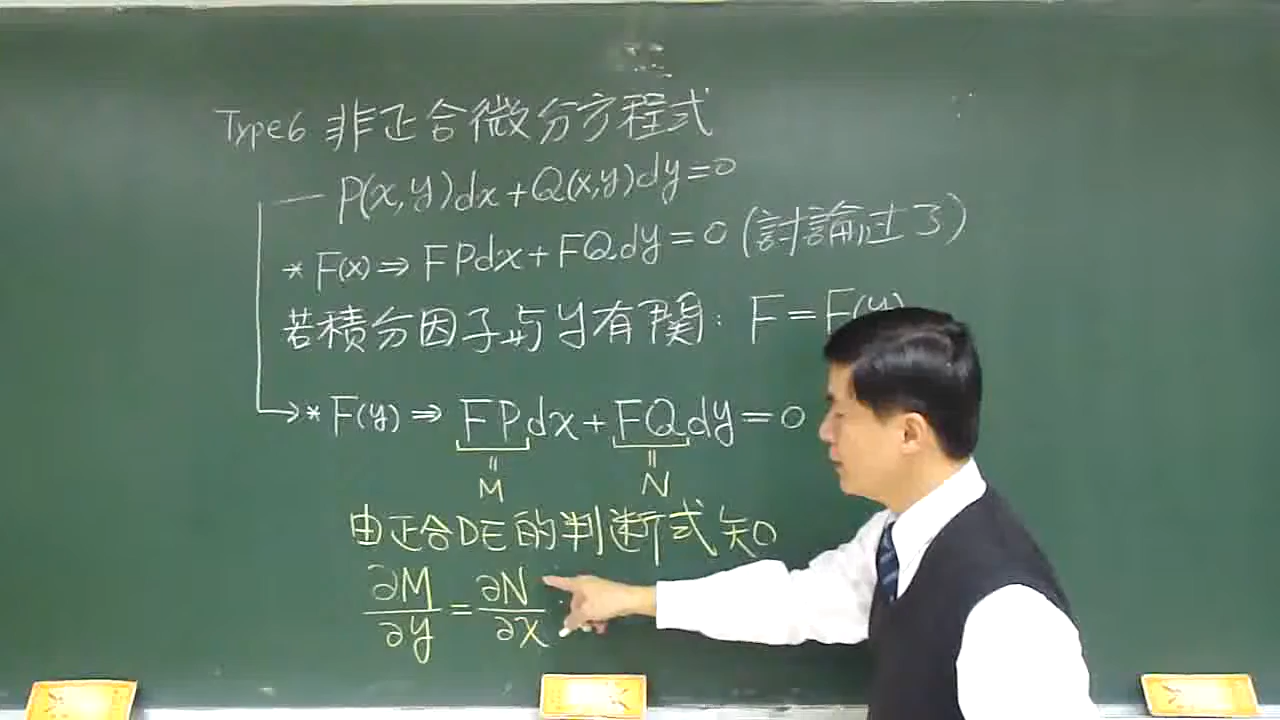 Type6 非正合微分方程式
P(x,y)dx+Q(x,y)dy=0
* F(x)⇒FPdx+FQdy=0 (討論过了)
若積分因子与y有関: F=F(y)
* F(y)⇒FPdx+FQdy=0
= =
M N
由正合DE的判断式知
∂M/∂y=∂N/∂x